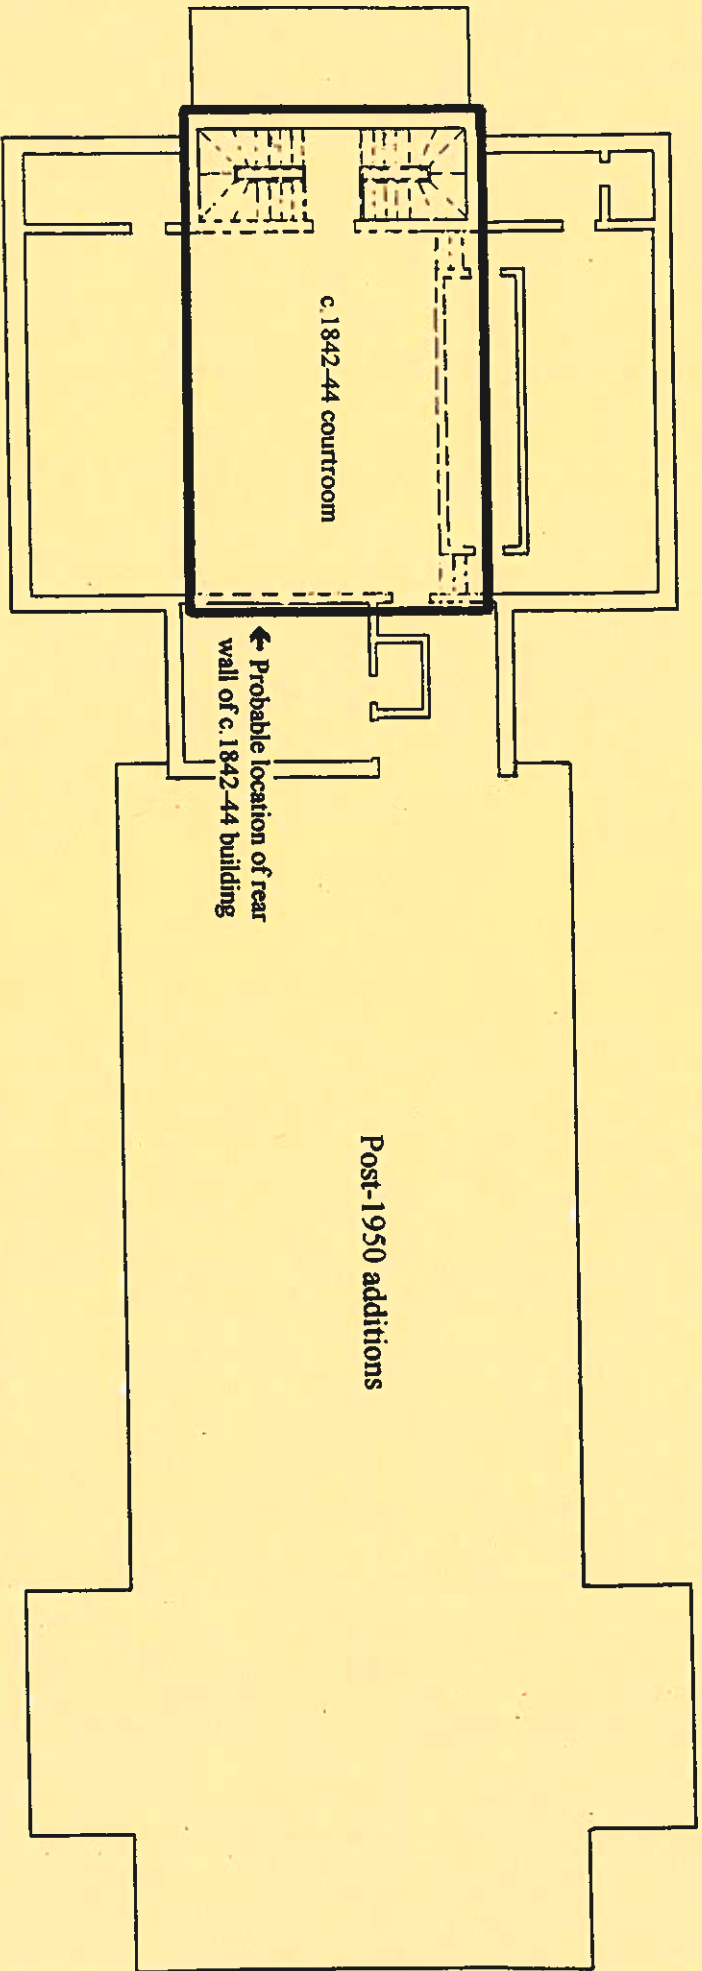 c.1842-44 courtroom
← Probable location of rear
wall of c.1842-44 building
Post-1950 additions